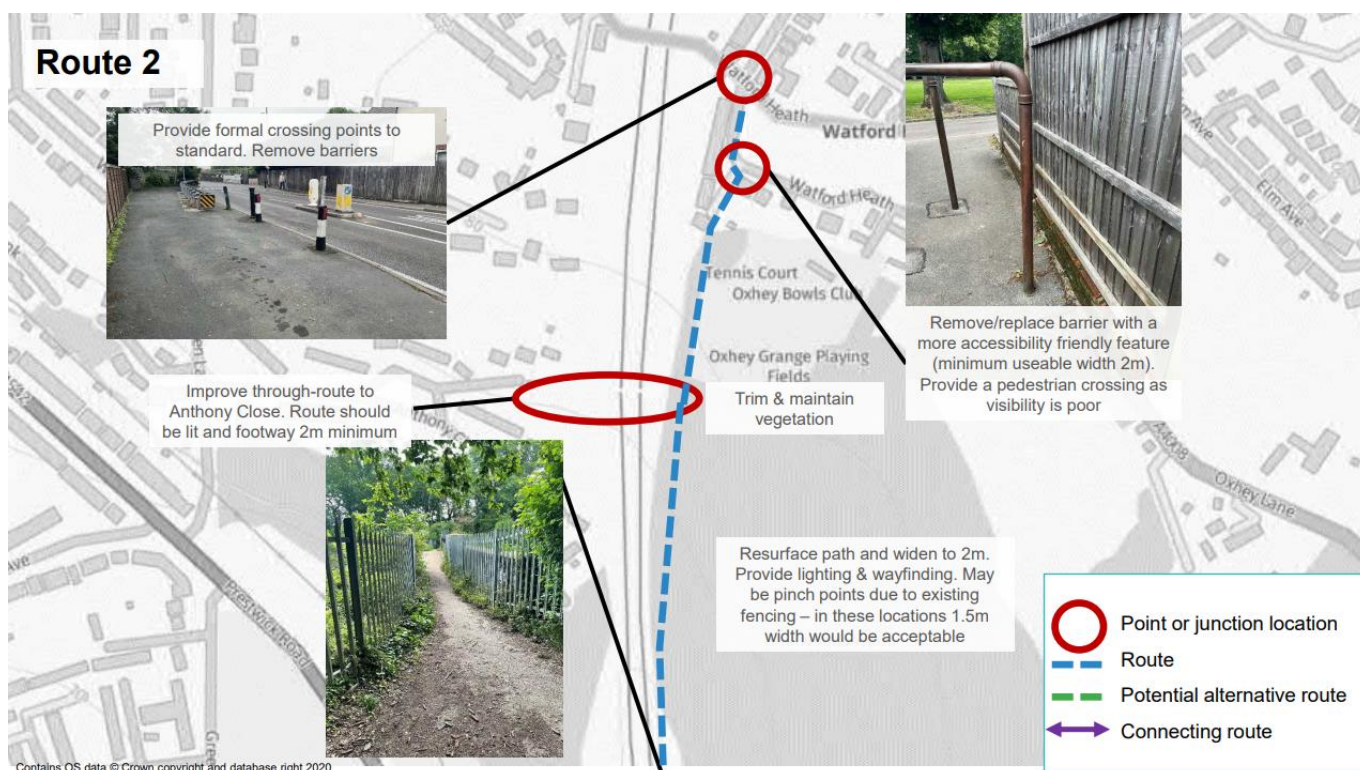 Route 2
Provide formal crossing points to
standard. Remove barriers
Watford Heath
Watford H
Watford Heath
Elm Ave
Tennis Court
Oxhey Bowls Club
Oxhey Grange Playing
Fields
Trim & maintain
vegetation
Remove/replace barrier with a
more accessibility friendly feature
(minimum useable width 2m).
Provide a pedestrian crossing as
visibility is poor
Improve through-route to
Anthony Close. Route should
be lit and footway 2m minimum
Prestwick Road
A4008
Oxhey Lane
Resurface path and widen to 2m.
Provide lighting & wayfinding. May
be pinch points due to existing
fencing – in these locations 1.5m
width would be acceptable
Point or junction location
Route
Potential alternative route
Connecting route
Contains OS data © Crown copyright and database right 2020